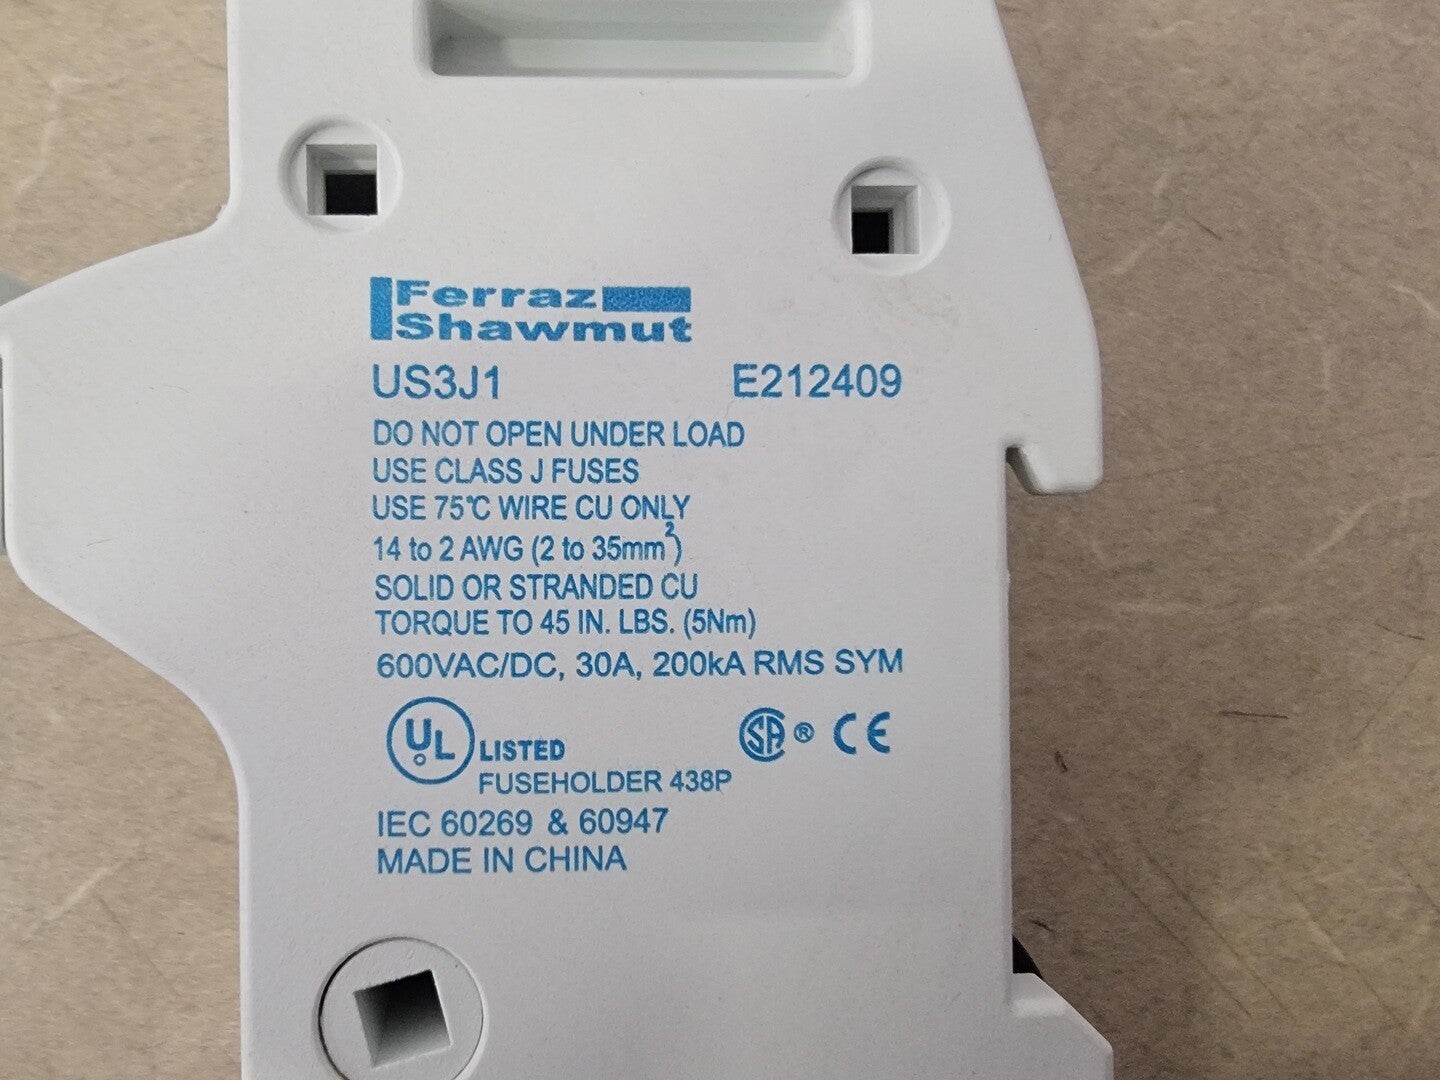 Ferraz
Shawmut
US3J1 E212409
DO NOT OPEN UNDER LOAD
USE CLASS J FUSES
USE 75℃ WIRE CU ONLY
14 to 2 AWG (2 to 35mm²)
SOLID OR STRANDED CU
TORQUE TO 45 IN. LBS. (5Nm)
600VAC/DC, 30A, 200kA RMS SYM
UL LISTED SA ® CE
FUSEHOLDER 438P
IEC 60269 & 60947
MADE IN CHINA